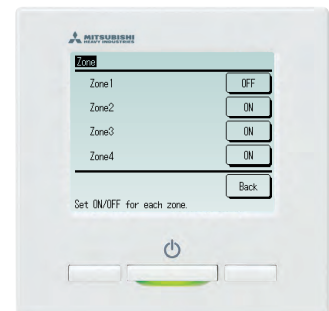 MITSUBISHI
HEAVY INDUSTRIES
Zone
Zone1 OFF
Zone2 ON
Zone3 ON
Zone4 ON
Back
Set ON/OFF for each zone.